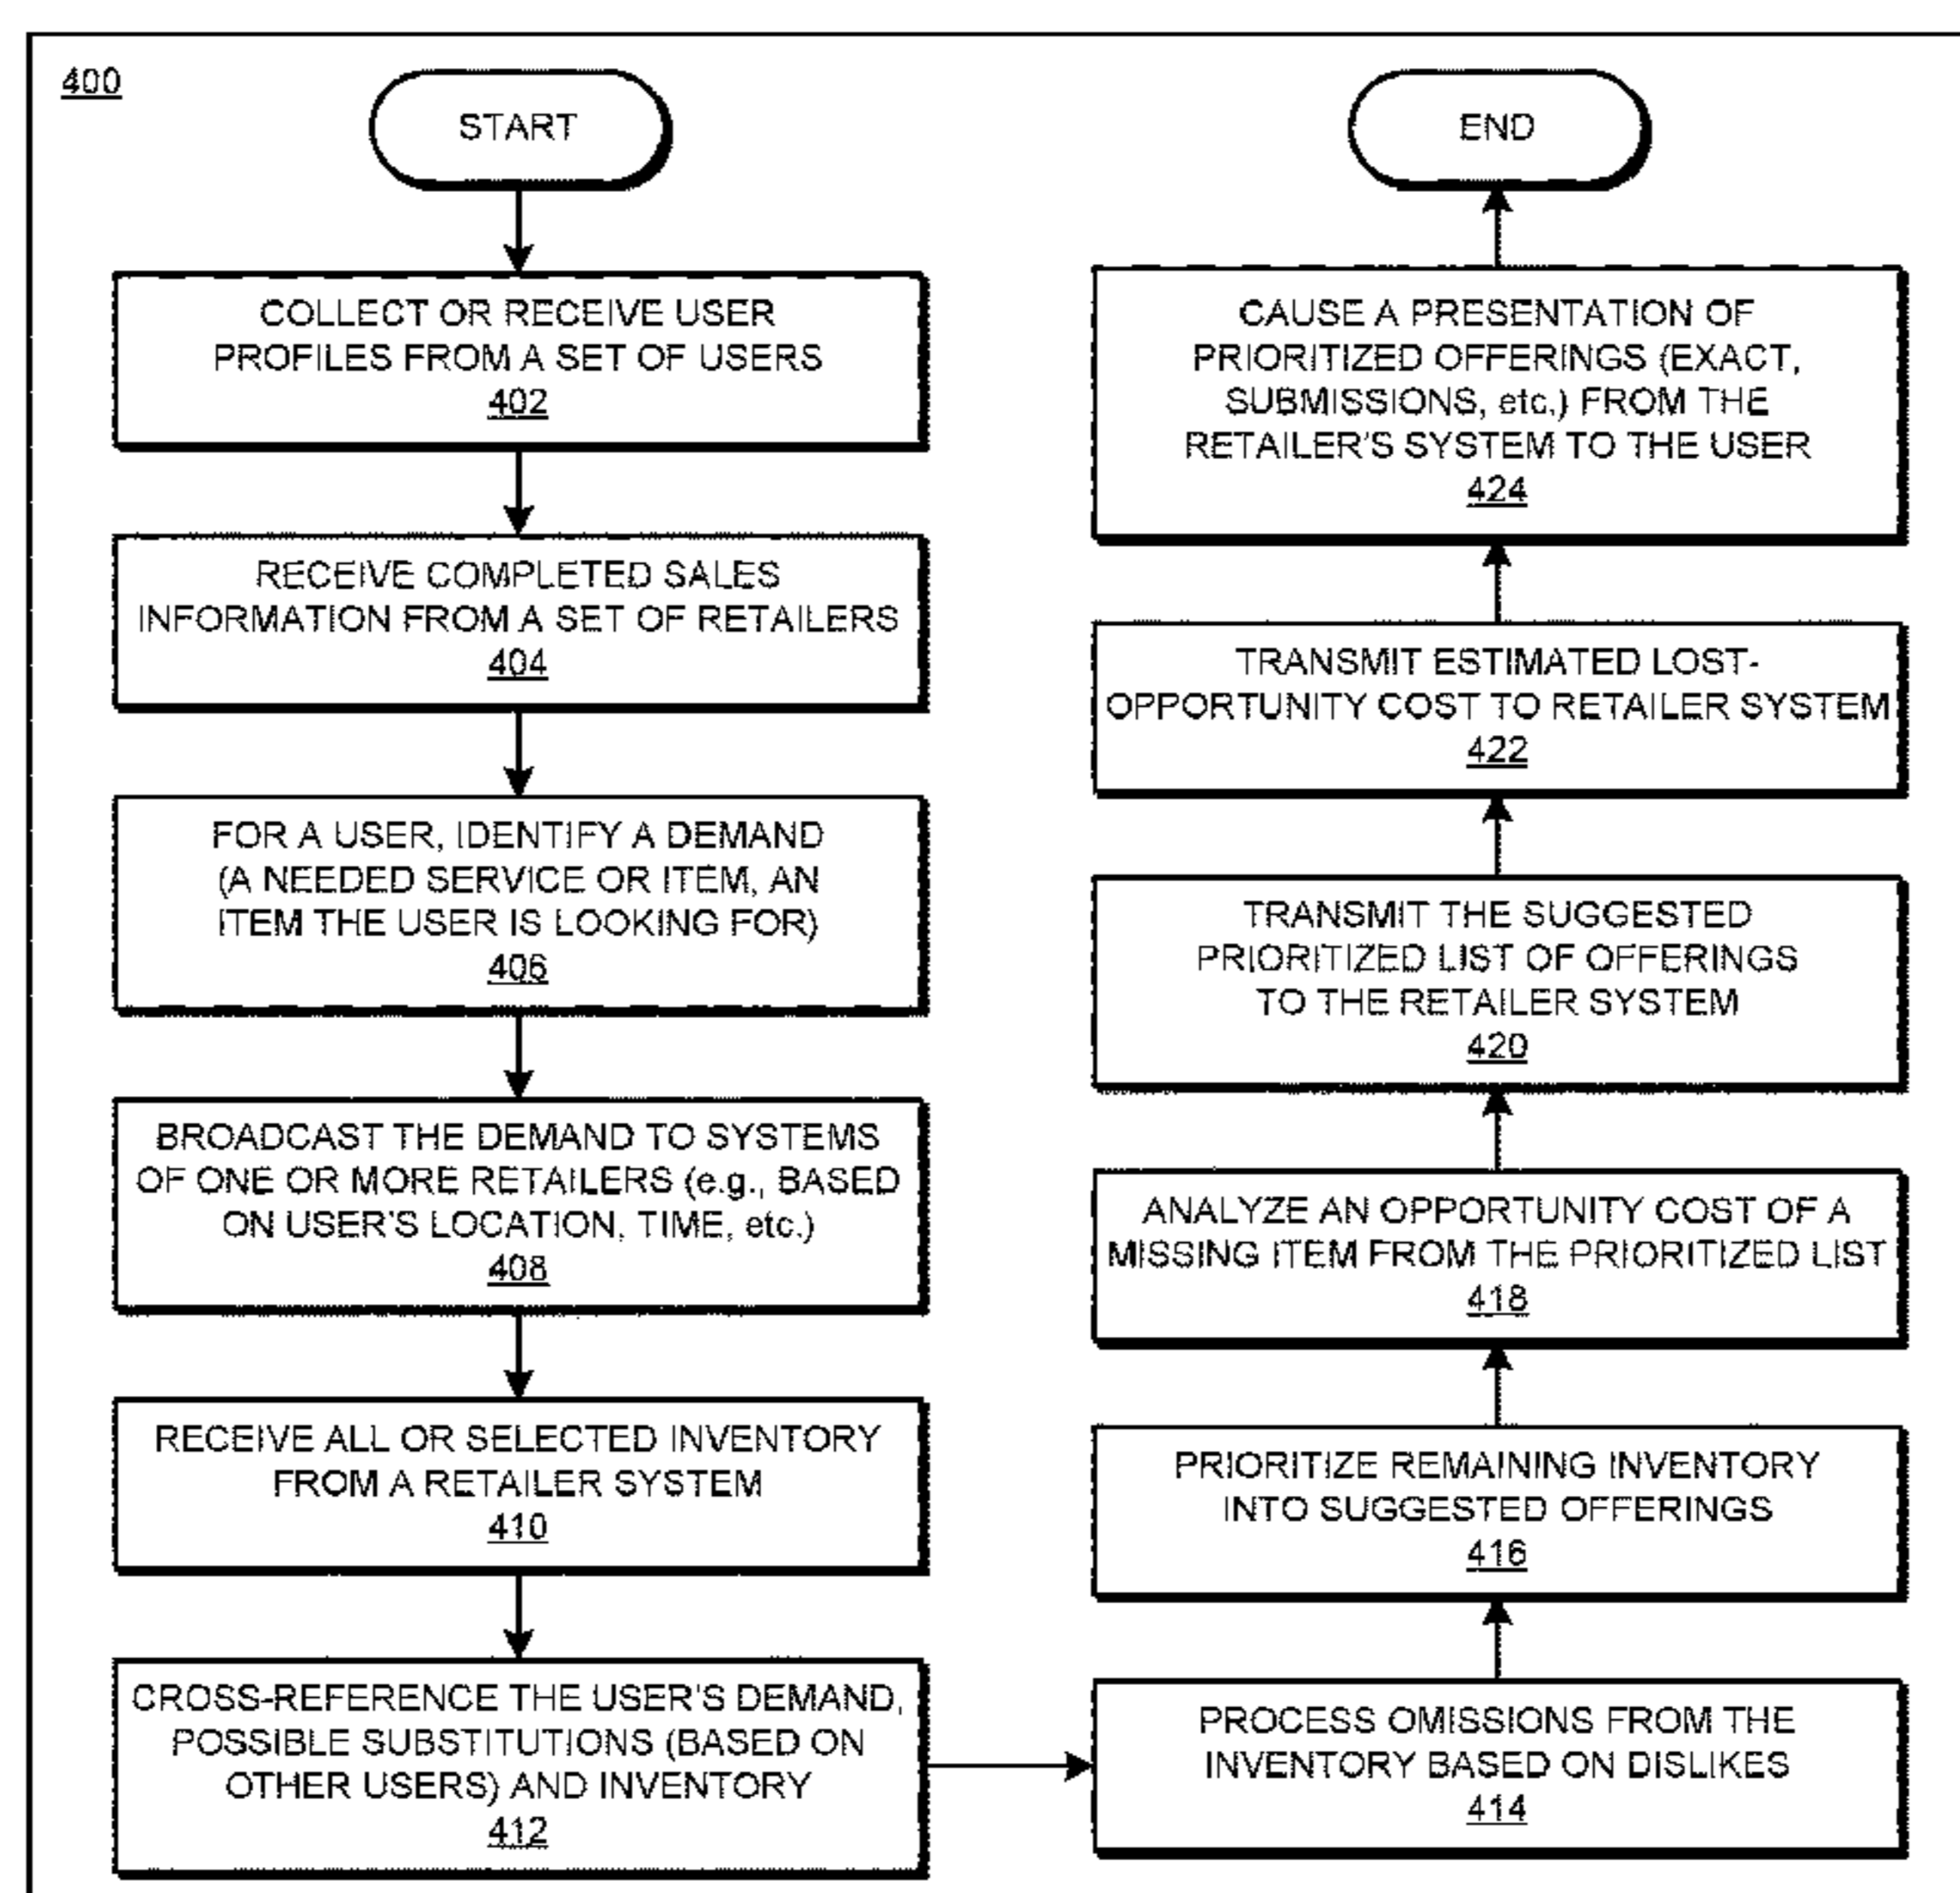 400
START
COLLECT OR RECEIVE USER
PROFILES FROM A SET OF USERS
402
RECEIVE COMPLETED SALES
INFORMATION FROM A SET OF RETAILERS
404
FOR A USER, IDENTIFY A DEMAND
(A NEEDED SERVICE OR ITEM, AN
ITEM THE USER IS LOOKING FOR)
406
BROADCAST THE DEMAND TO SYSTEMS
OF ONE OR MORE RETAILERS (e.g., BASED
ON USER'S LOCATION, TIME, etc.)
408
RECEIVE ALL OR SELECTED INVENTORY
FROM A RETAILER SYSTEM
410
CROSS-REFERENCE THE USER'S DEMAND,
POSSIBLE SUBSTITUTIONS (BASED ON
OTHER USERS) AND INVENTORY
412
PROCESS OMISSIONS FROM THE
INVENTORY BASED ON DISLIKES
414
PRIORITIZE REMAINING INVENTORY
INTO SUGGESTED OFFERINGS
416
ANALYZE AN OPPORTUNITY COST OF A
MISSING ITEM FROM THE PRIORITIZED LIST
418
TRANSMIT THE SUGGESTED
PRIORITIZED LIST OF OFFERINGS
TO THE RETAILER SYSTEM
420
TRANSMIT ESTIMATED LOST-
OPPORTUNITY COST TO RETAILER SYSTEM
422
CAUSE A PRESENTATION OF
PRIORITIZED OFFERINGS (EXACT,
SUBMISSIONS, etc.) FROM THE
RETAILER'S SYSTEM TO THE USER
424
END